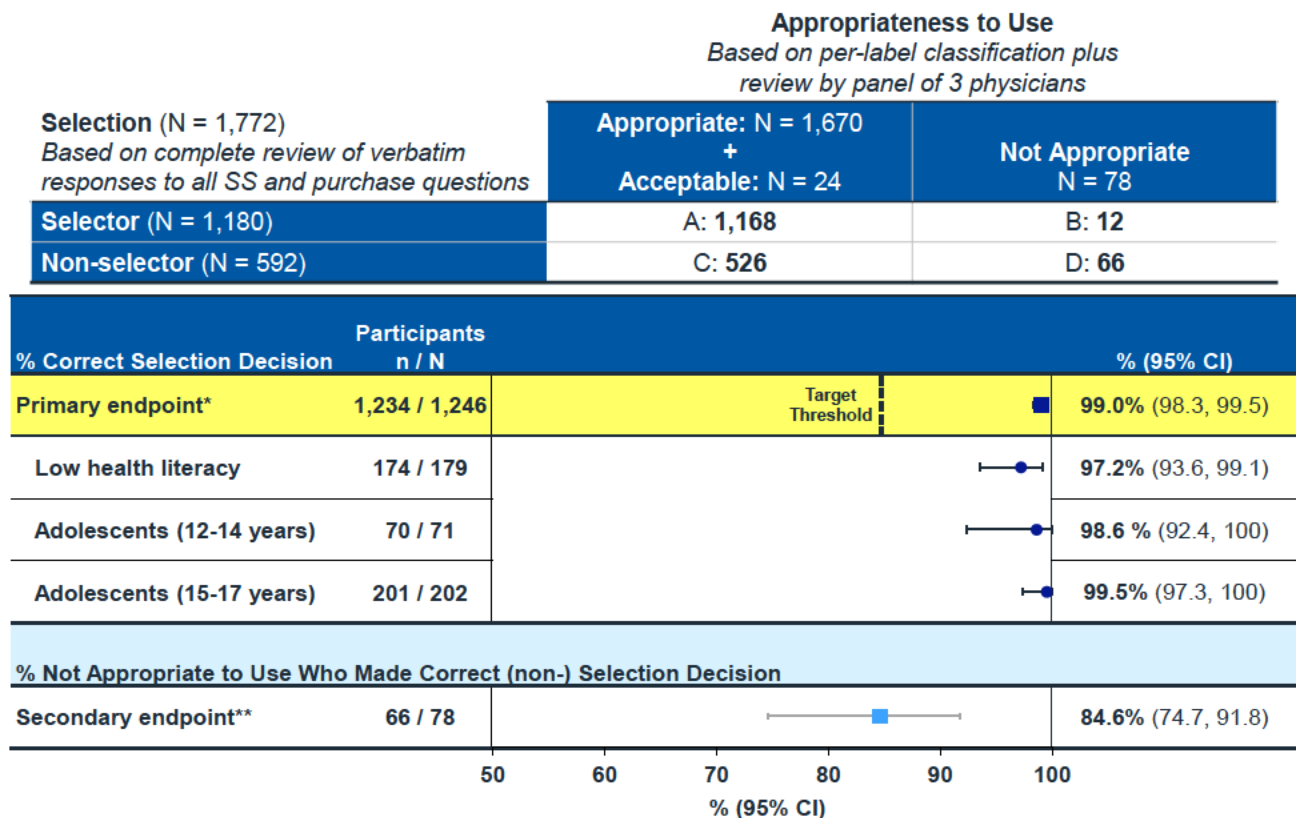 Appropriateness to Use
Based on per-label classification plus
review by panel of 3 physicians
Selection (N = 1,772)
Based on complete review of verbatim
responses to all SS and purchase questions
Appropriate: N = 1,670
+
Acceptable: N = 24
Not Appropriate
N = 78
Selector (N = 1,180)
A: 1,168
B: 12
Non-selector (N = 592)
C: 526
D: 66
% Correct Selection Decision
Participants
n / N
% (95% CI)
Primary endpoint*
1,234 / 1,246
Target
Threshold
99.0% (98.3, 99.5)
Low health literacy
174 / 179
97.2% (93.6, 99.1)
Adolescents (12-14 years)
70 / 71
98.6 % (92.4, 100)
Adolescents (15-17 years)
201 / 202
99.5% (97.3, 100)
% Not Appropriate to Use Who Made Correct (non-) Selection Decision
Secondary endpoint**
66 / 78
84.6% (74.7, 91.8)
50 60 70 80 90 100
% (95% CI)